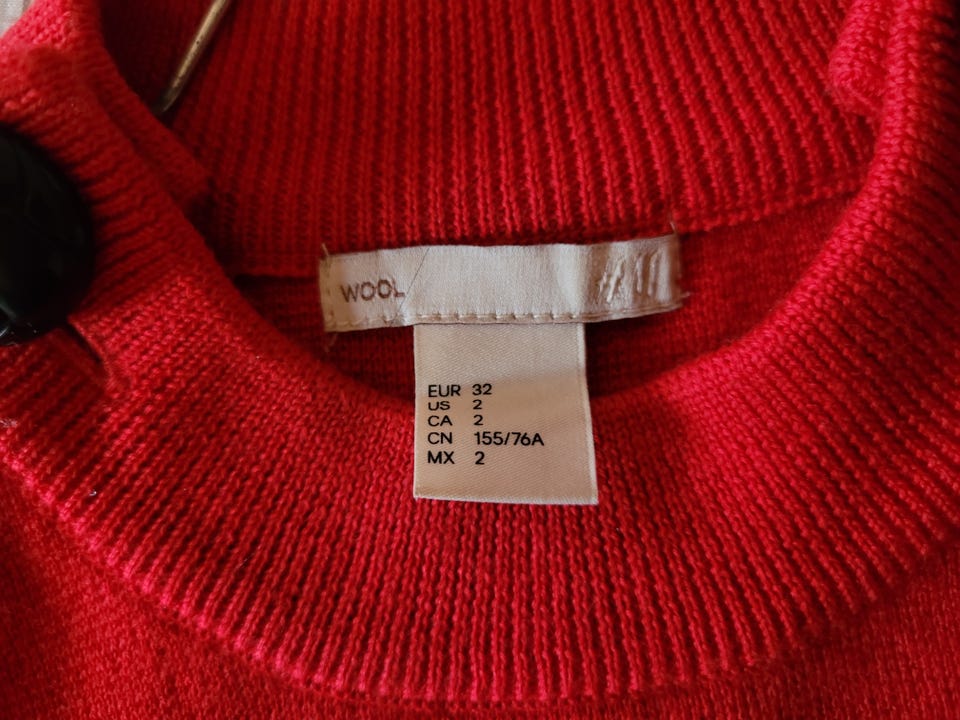 WOOL H&M
EUR 32
US 2
CA 2
CN 155/76A
MX 2